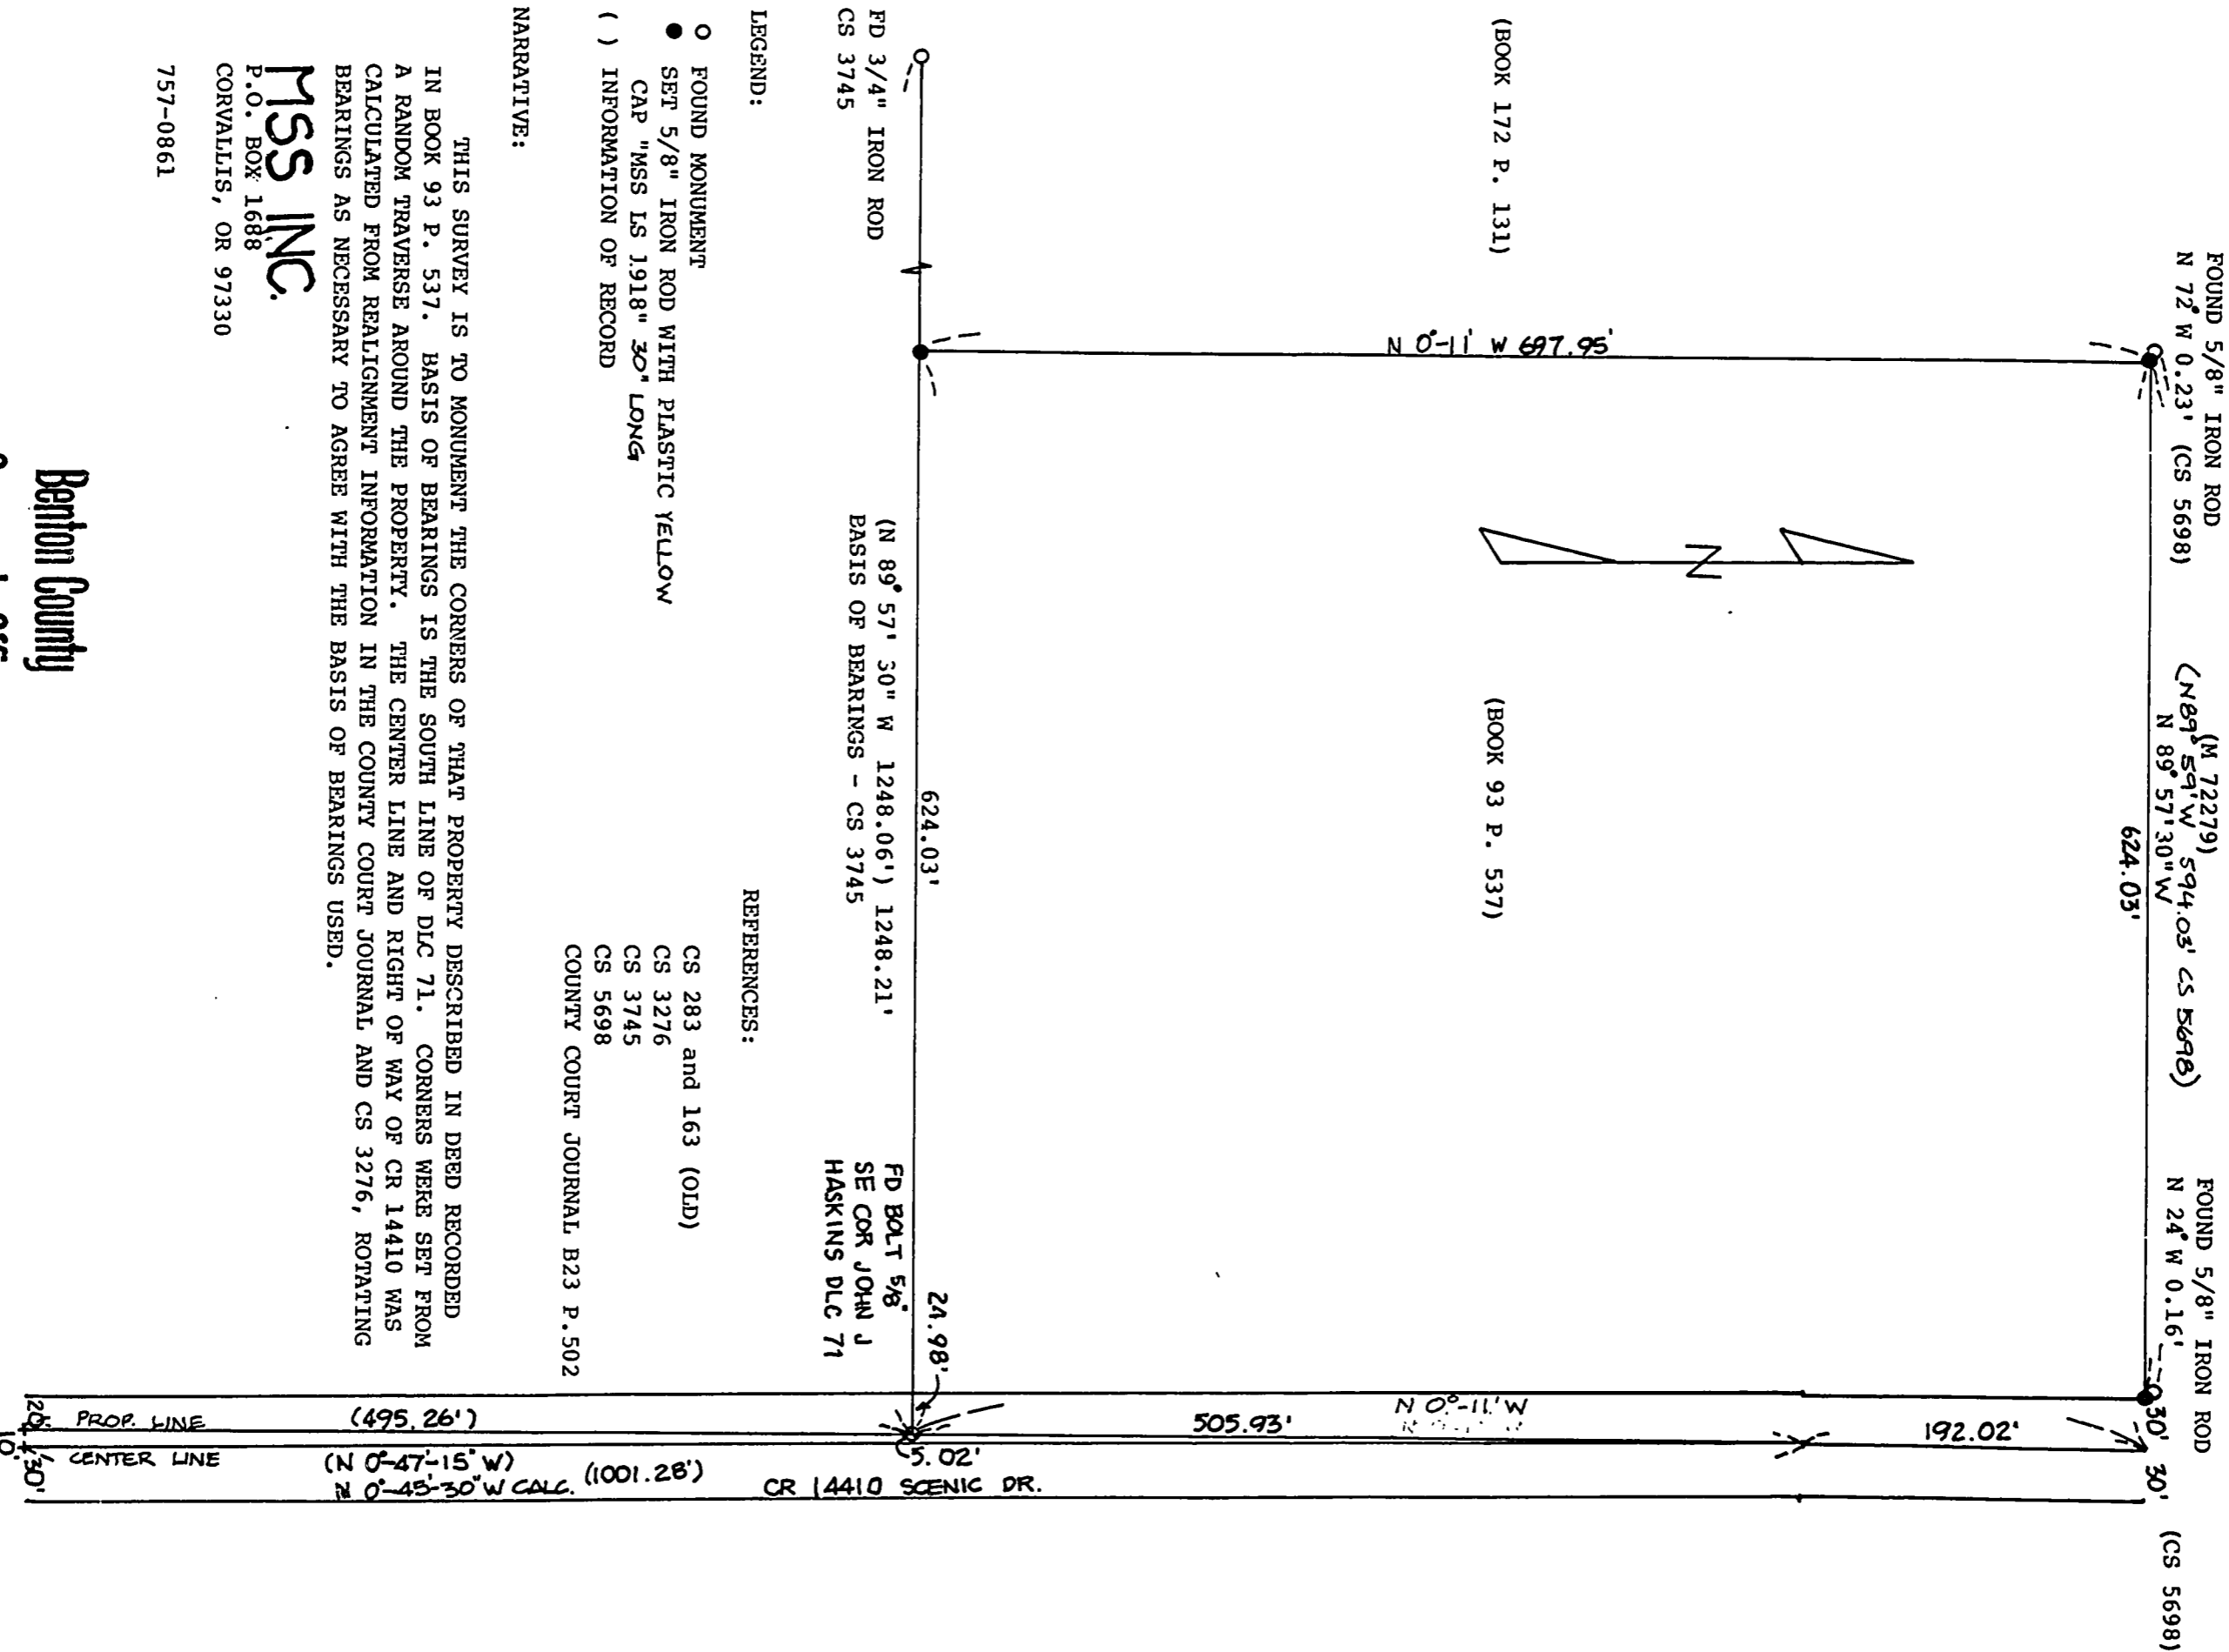 FOUND 5/8" IRON ROD
N 72° W 0.23' (CS 5698)
(M 72279)
(N89° 59' W 594.03' CS 5698)
N 89° 57' 30" W
624.03'
FOUND 5/8" IRON ROD
N 24° W 0.16'
30'
30'
(CS 5698)
(BOOK 172 P. 131)
N 0°-11' W 697.95'
N
(BOOK 93 P. 537)
N 0°-11' W
505.93'
192.02'
FD 3/4" IRON ROD
CS 3745
624.03'
(N 89° 57' 30" W 1248.06') 1248.21'
BASIS OF BEARINGS - CS 3745
24.98'
FD BOLT 5/8"
SE COR JOHN J
HASKINS DLC 71
5.02'
CR 14410 SCENIC DR.
LEGEND:
O FOUND MONUMENT
● SET 5/8" IRON ROD WITH PLASTIC YELLOW
CAP "MSS LS 1918" 30" LONG
( ) INFORMATION OF RECORD
REFERENCES:
CS 283 and 163 (OLD)
CS 3276
CS 3745
CS 5698
COUNTY COURT JOURNAL B23 P.502
NARRATIVE:
THIS SURVEY IS TO MONUMENT THE CORNERS OF THAT PROPERTY DESCRIBED IN DEED RECORDED
IN BOOK 93 P. 537. BASIS OF BEARINGS IS THE SOUTH LINE OF DLC 71. CORNERS WERE SET FROM
A RANDOM TRAVERSE AROUND THE PROPERTY. THE CENTER LINE AND RIGHT OF WAY OF CR 14410 WAS
CALCULATED FROM REALIGNMENT INFORMATION IN THE COUNTY COURT JOURNAL AND CS 3276, ROTATING
BEARINGS AS NECESSARY TO AGREE WITH THE BASIS OF BEARINGS USED.
MSS INC.
P.O. BOX 1688
CORVALLIS, OR 97330
757-0861
PROP. LINE
(495.26')
CENTER LINE
(N 0°-47'-15" W)
N 0°-45'-30" W CALC.
(1001.28')
20'
10'
30'
Benton County